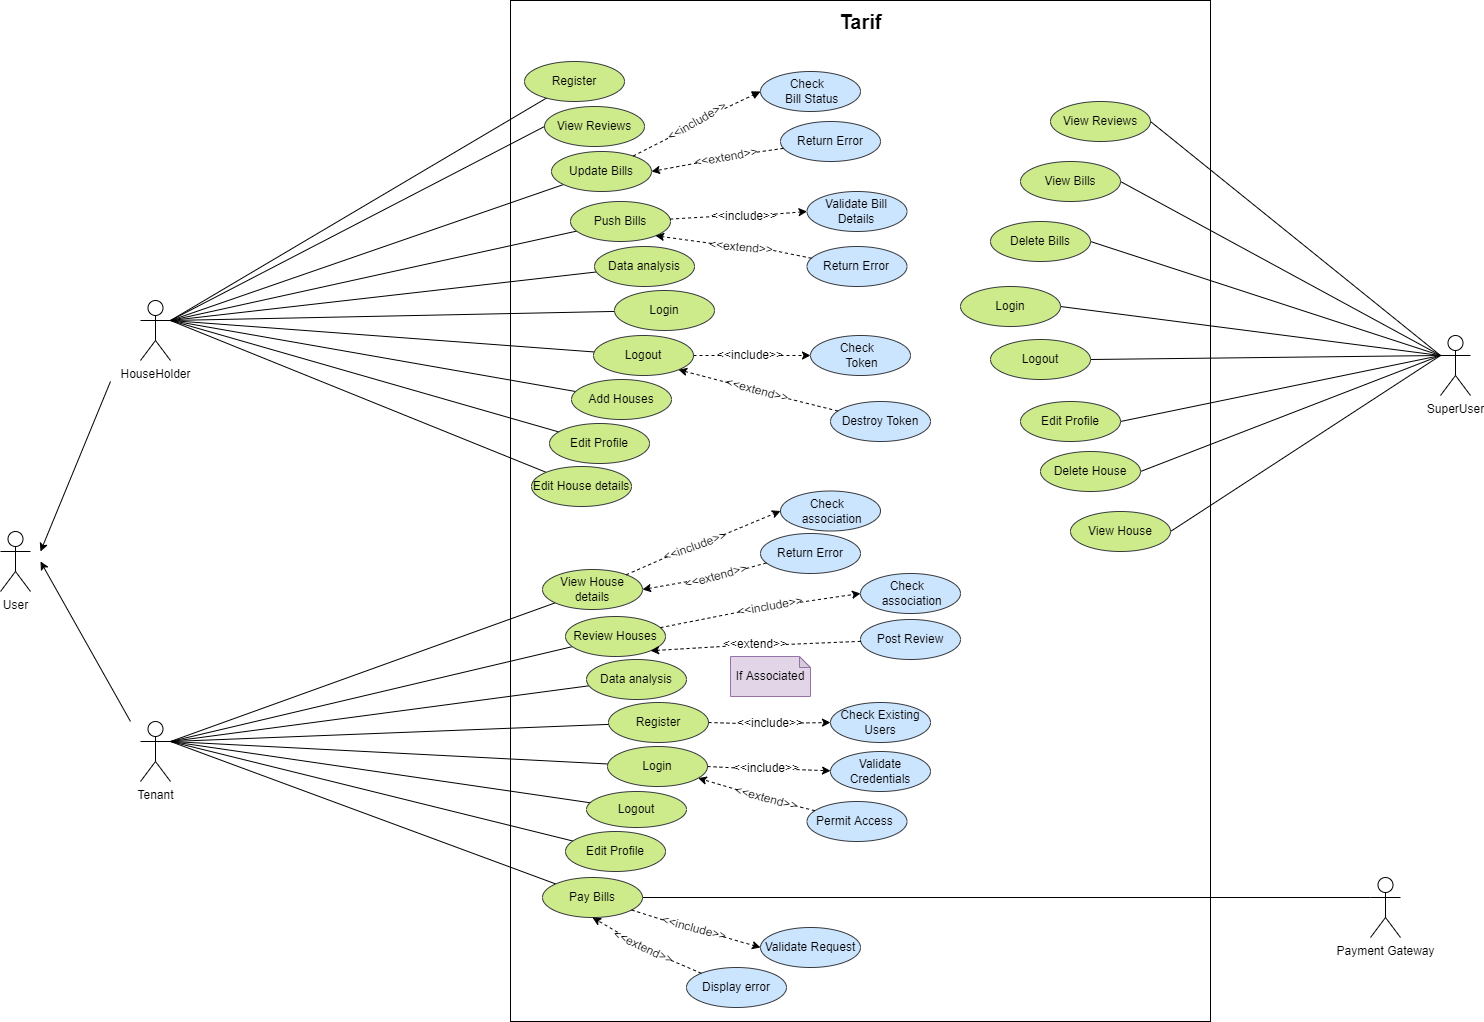 Tarif
Register
View Reviews
Update Bills
<<include>>
Check
Bill Status
<<extend>>
Return Error
Push Bills
<<include>>
Validate Bill
Details
<<extend>>
Return Error
Data analysis
Login
Logout
<<include>>
Check
Token
<<extend>>
Destroy Token
Add Houses
Edit Profile
Edit House details
HouseHolder
View Reviews
View Bills
Delete Bills
Login
Logout
Edit Profile
Delete House
View House
SuperUser
User
View House
details
<<include>>
Check
association
<<extend>>
Return Error
Review Houses
<<include>>
Check
association
<<extend>>
Post Review
If Associated
Data analysis
Register
<<include>>
Check Existing
Users
Login
<<include>>
Validate
Credentials
<<extend>>
Permit Access
Logout
Edit Profile
Tenant
Pay Bills
<<include>>
Validate Request
<<extend>>
Display error
Payment Gateway